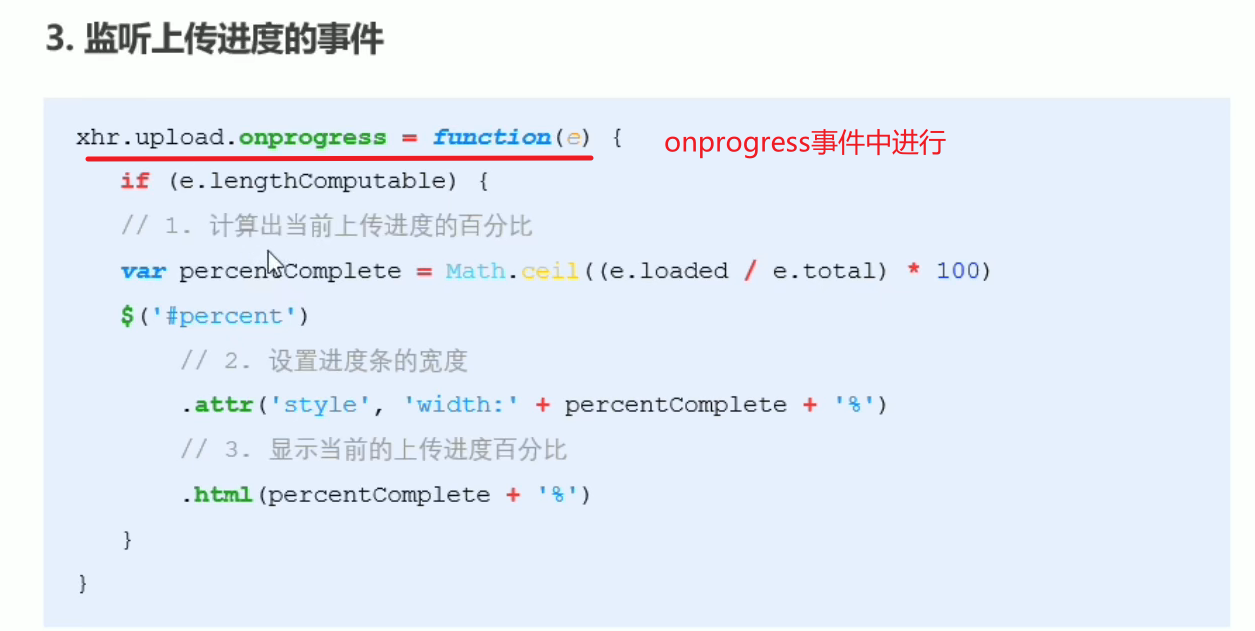 3. 监听上传进度的事件
xhr.upload.onprogress = function(e) {
onprogress事件中进行
if (e.lengthComputable) {
// 1. 计算出当前上传进度的百分比
var percentComplete = Math.ceil((e.loaded / e.total) * 100)
$('#percent')
// 2. 设置进度条的宽度
.attr('style', 'width:' + percentComplete + '%')
// 3. 显示当前的上传进度百分比
.html(percentComplete + '%')
}
}